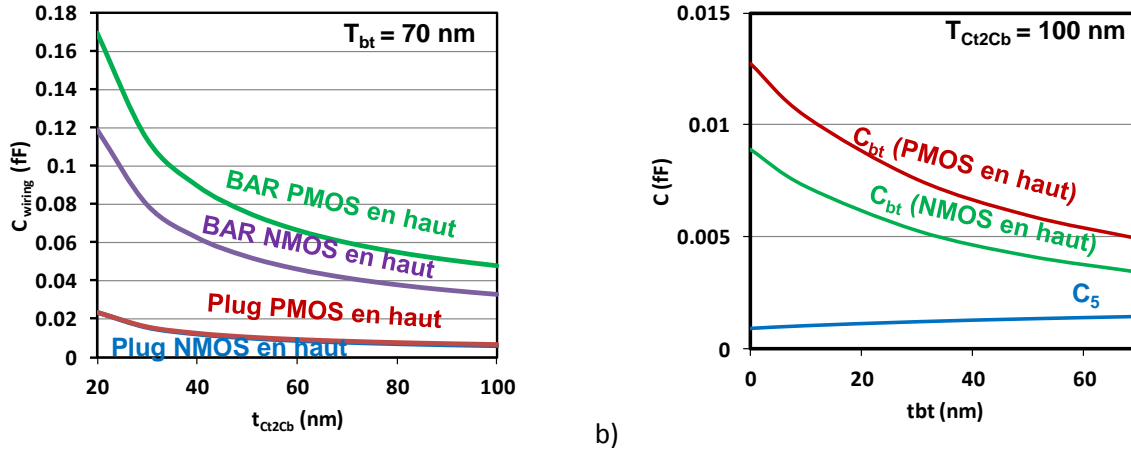 0.18
0.16
0.14
0.12
0.1
0.08
0.06
0.04
0.02
0
C_wiring (fF)
T_bt = 70 nm
BAR PMOS en haut
BAR NMOS en haut
Plug PMOS en haut
Plug NMOS en haut
20 40 60 80 100
t_Ct2Cb (nm)
b)
0.015
0.01
0.005
0
C (fF)
T_Ct2Cb = 100 nm
C_bt (PMOS en haut)
C_bt (NMOS en haut)
C_5
0 20 40 60
tbt (nm)